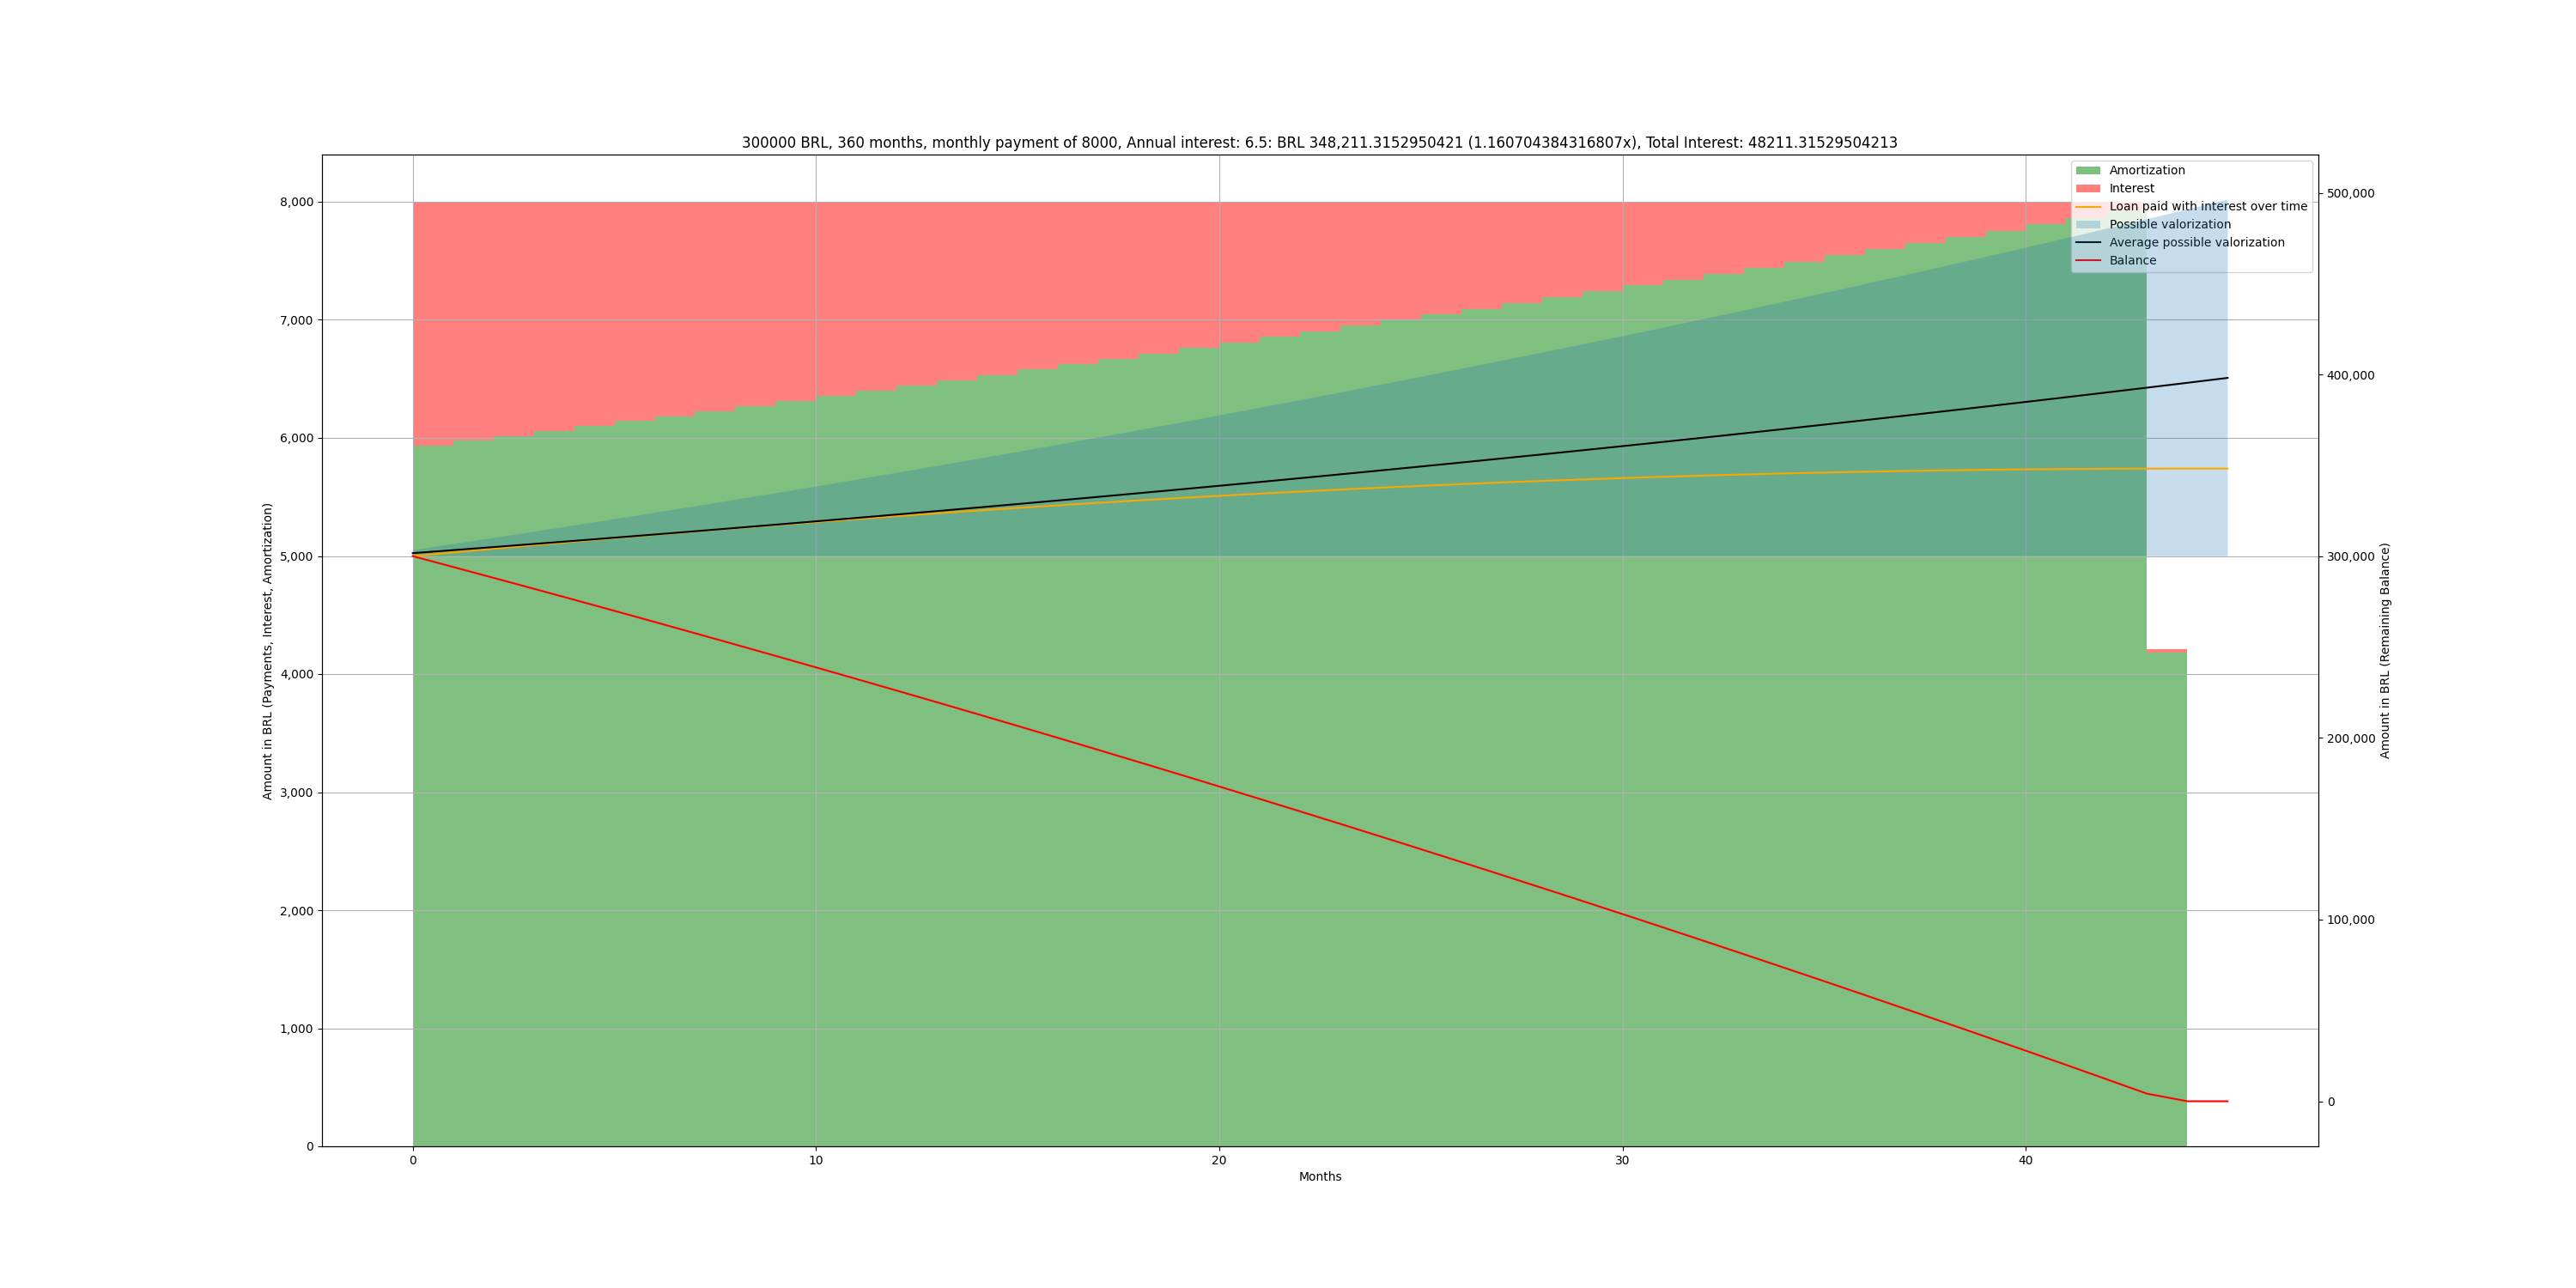 300000 BRL, 360 months, monthly payment of 8000, Annual interest: 6.5: BRL 348,211.3152950421 (1.160704384316807x), Total Interest: 48211.31529504213
Amortization
Interest
Loan paid with interest over time
Possible valorization
Average possible valorization
Balance
8,000
7,000
6,000
5,000
4,000
3,000
2,000
1,000
0
Amount in BRL (Payments, Interest, Amortization)
500,000
400,000
300,000
200,000
100,000
0
Amount in BRL (Remaining Balance)
0
10
20
30
40
Months